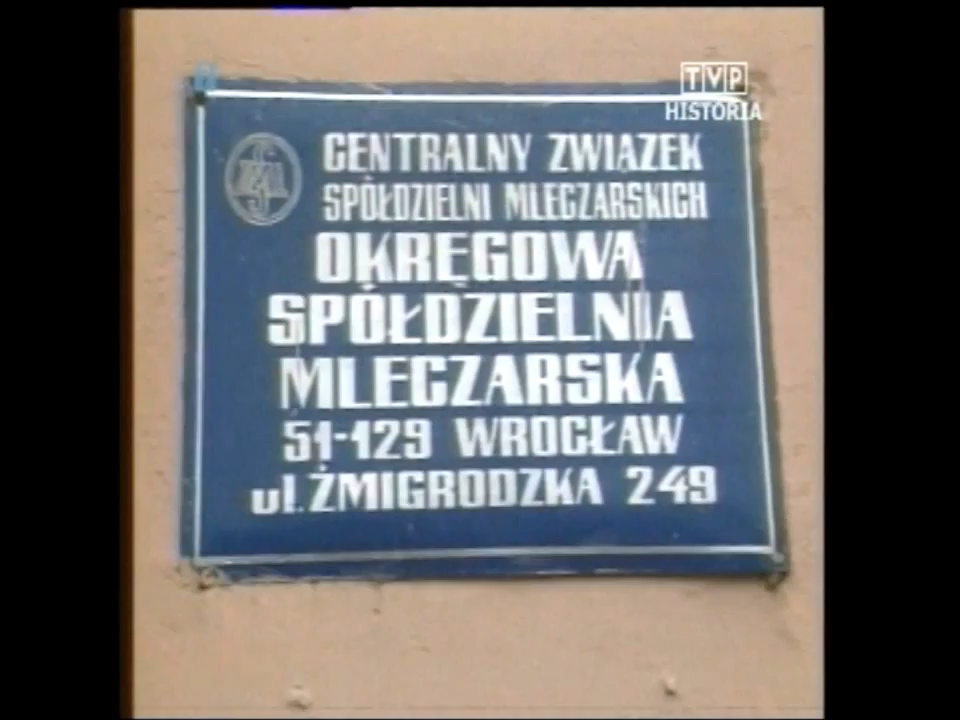 TVP
HISTORIA
CENTRALNY ZWIĄZEK
SPÓŁDZIELNI MLECZARSKICH
OKRĘGOWA
SPÓŁDZIELNIA
MLECZARSKA
51-129 WROCŁAW
ul. ŻMIGRODZKA 249